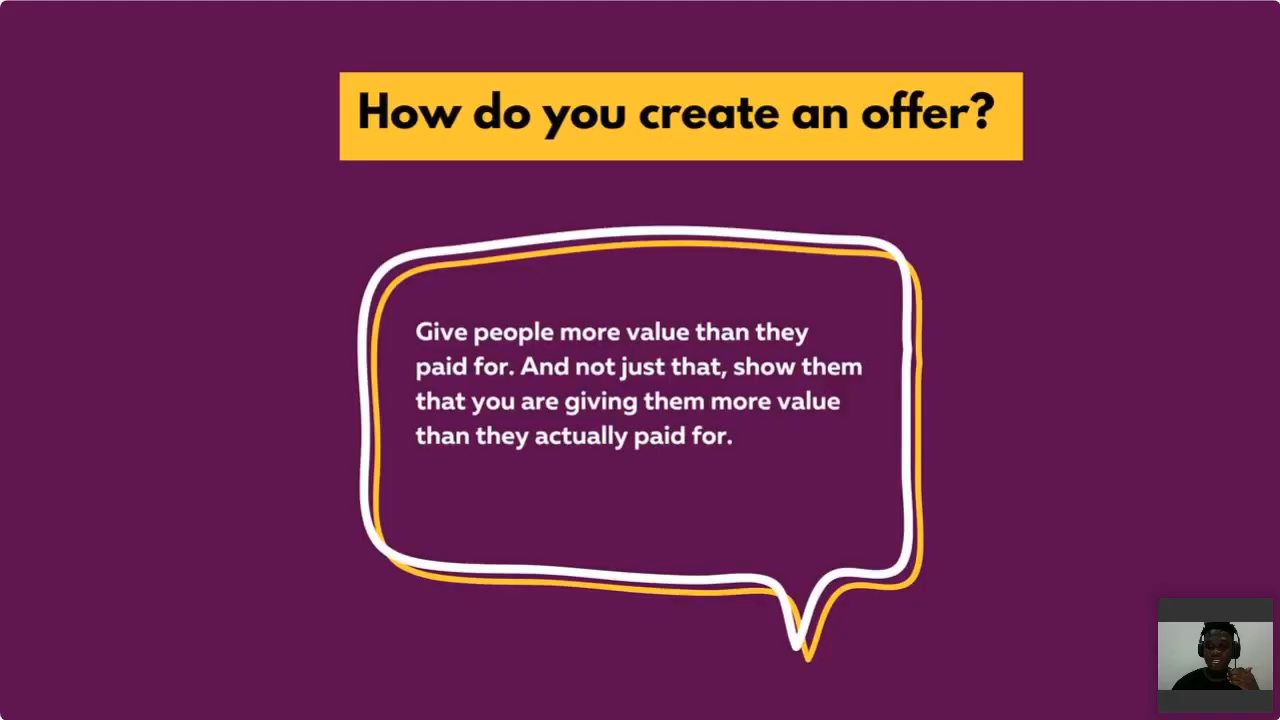 How do you create an offer?
Give people more value than they
paid for. And not just that, show them
that you are giving them more value
than they actually paid for.